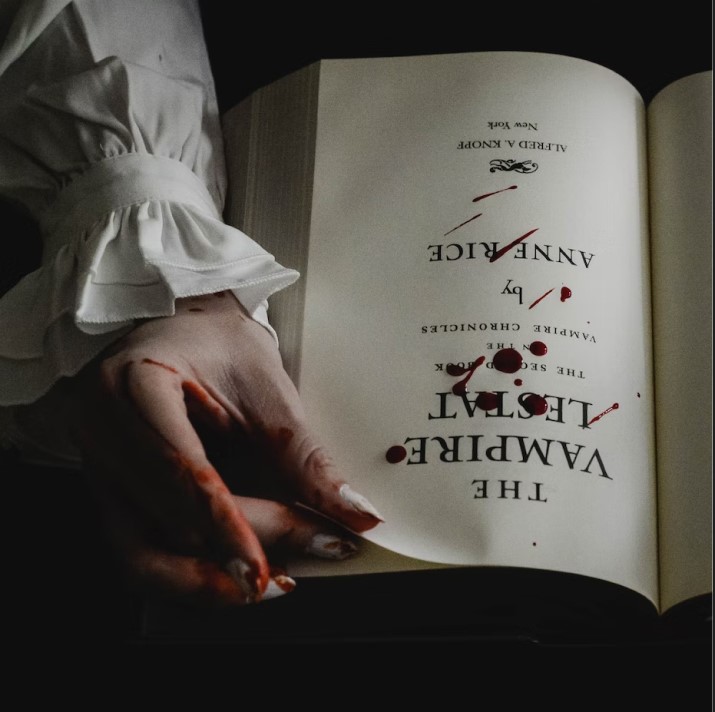 THE
VAMPIRE
LESTAT
THE SECOND BOOK
IN THE
VAMPIRE CHRONICLES
by
ANNE RICE
ALFRED A. KNOPF
New York